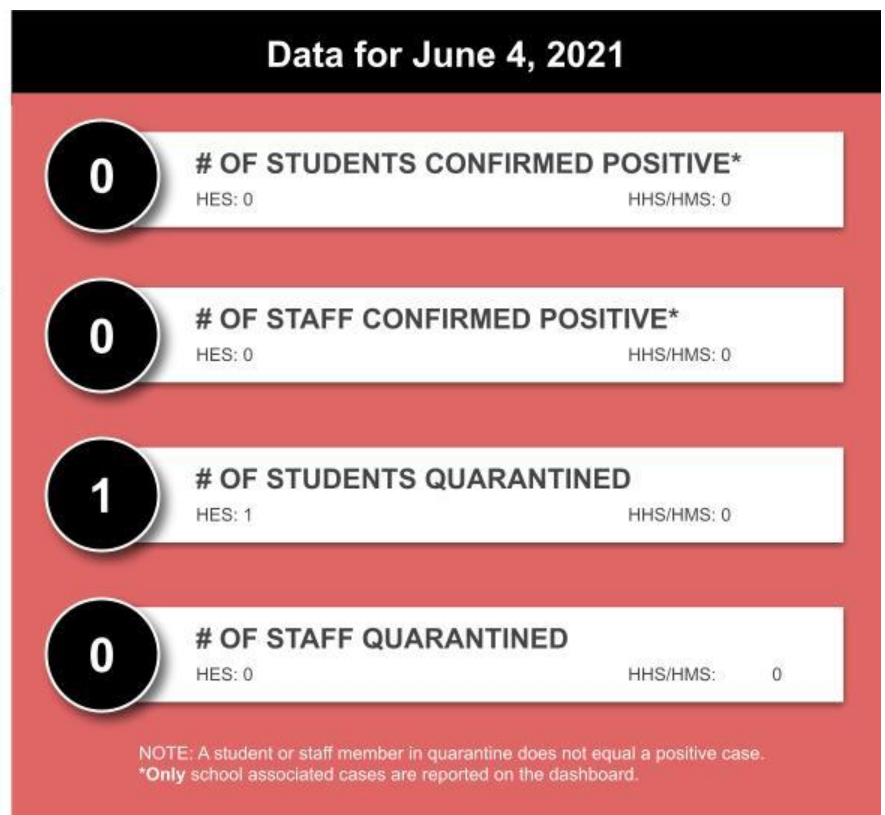 Data for June 4, 2021
0
# OF STUDENTS CONFIRMED POSITIVE*
HES: 0 HHS/HMS: 0
0
# OF STAFF CONFIRMED POSITIVE*
HES: 0 HHS/HMS: 0
1
# OF STUDENTS QUARANTINED
HES: 1 HHS/HMS: 0
0
# OF STAFF QUARANTINED
HES: 0 HHS/HMS: 0
NOTE: A student or staff member in quarantine does not equal a positive case.
*Only school associated cases are reported on the dashboard.